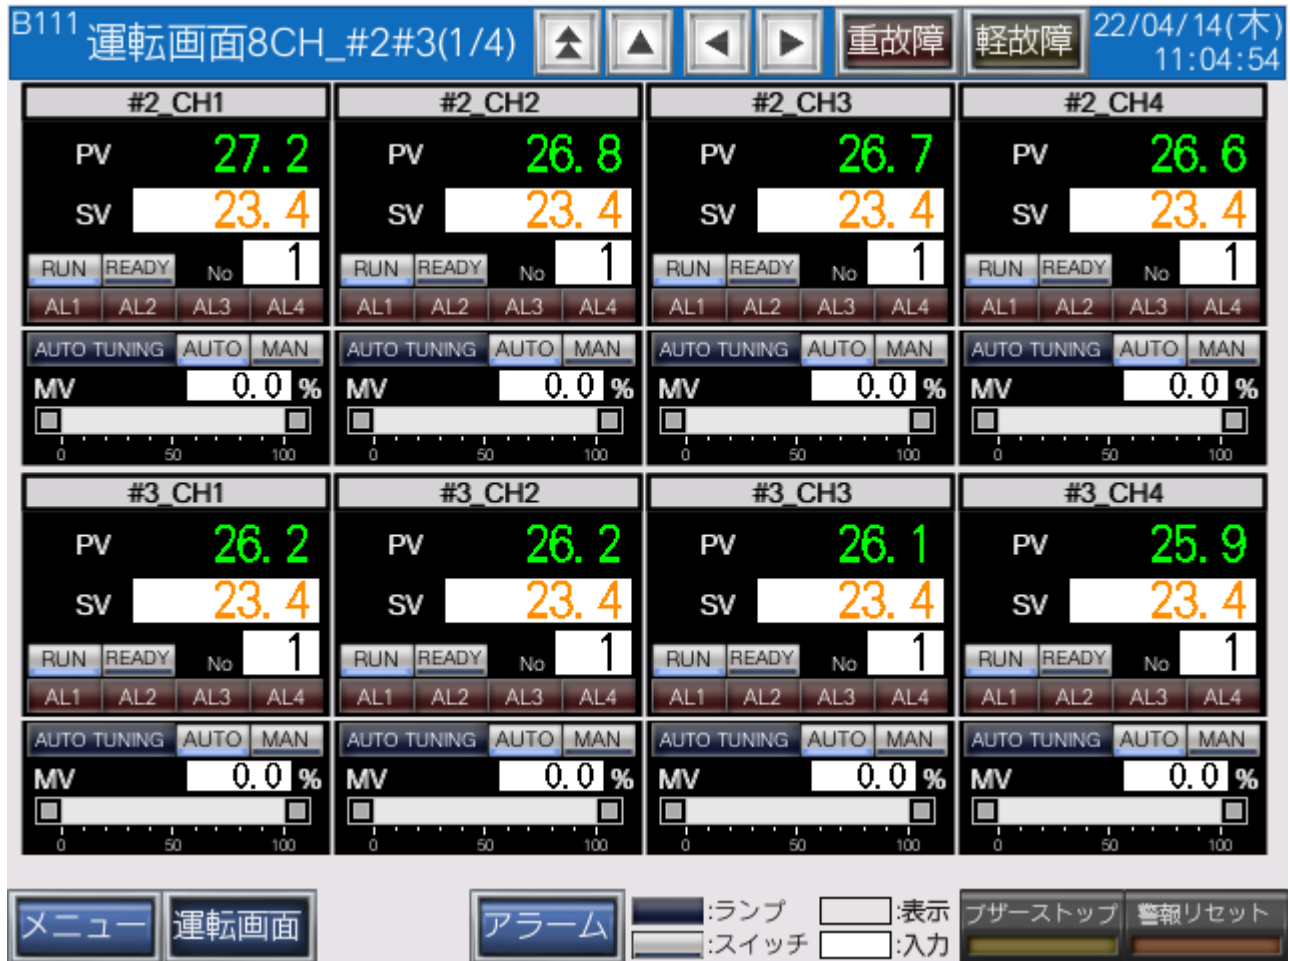 B111 運転画面8CH_#2#3(1/4) 重故障 軽故障 22/04/14(木)
11:04:54
#2_CH1 #2_CH2 #2_CH3 #2_CH4
PV 27.2 PV 26.8 PV 26.7 PV 26.6
SV 23.4 SV 23.4 SV 23.4 SV 23.4
RUN READY No 1 RUN READY No 1 RUN READY No 1 RUN READY No 1
AL1 AL2 AL3 AL4 AL1 AL2 AL3 AL4 AL1 AL2 AL3 AL4 AL1 AL2 AL3 AL4
AUTO TUNING AUTO MAN AUTO TUNING AUTO MAN AUTO TUNING AUTO MAN AUTO TUNING AUTO MAN
MV 0.0 % MV 0.0 % MV 0.0 % MV 0.0 %
0 50 100 0 50 100 0 50 100 0 50 100
#3_CH1 #3_CH2 #3_CH3 #3_CH4
PV 26.2 PV 26.2 PV 26.1 PV 25.9
SV 23.4 SV 23.4 SV 23.4 SV 23.4
RUN READY No 1 RUN READY No 1 RUN READY No 1 RUN READY No 1
AL1 AL2 AL3 AL4 AL1 AL2 AL3 AL4 AL1 AL2 AL3 AL4 AL1 AL2 AL3 AL4
AUTO TUNING AUTO MAN AUTO TUNING AUTO MAN AUTO TUNING AUTO MAN AUTO TUNING AUTO MAN
MV 0.0 % MV 0.0 % MV 0.0 % MV 0.0 %
0 50 100 0 50 100 0 50 100 0 50 100
メニュー 運転画面 アラーム :ランプ :表示 ブザーストップ 警報リセット
:スイッチ :入力